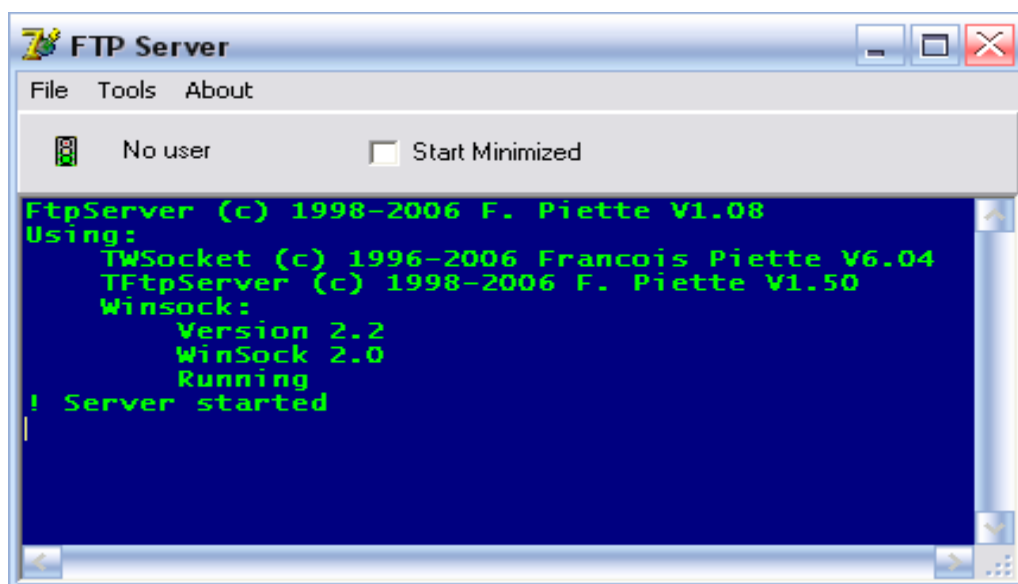 FTP Server
File Tools About
No user Start Minimized
FtpServer (c) 1998-2006 F. Piette V1.08
Using:
TWSocket (c) 1996-2006 Francois Piette V6.04
TFtpServer (c) 1998-2006 F. Piette V1.50
Winsock:
Version 2.2
WinSock 2.0
Running
! Server started